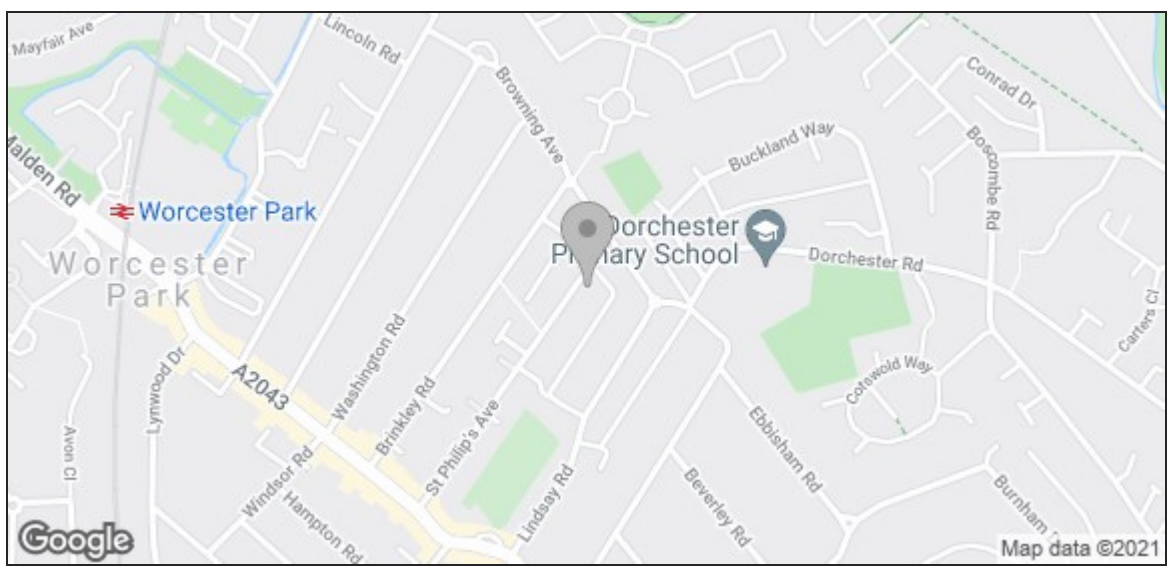 Mayfair Ave
Lincoln Rd
Browning Ave
Conrad Dr
Buckland Way
Boscombe Rd
Malden Rd
Worcester Park
Worcester
Park
Dorchester
Primary School
Dorchester Rd
Carters Cl
Lynwood Dr
A2043
Washington Rd
Brinkley Rd
St Philip's Ave
Cotswold Way
Ebbisham Rd
Avon Cl
Windsor Rd
Hampton Rd
Lindsay Rd
Beverley Rd
Burnham
Google
Map data ©2021